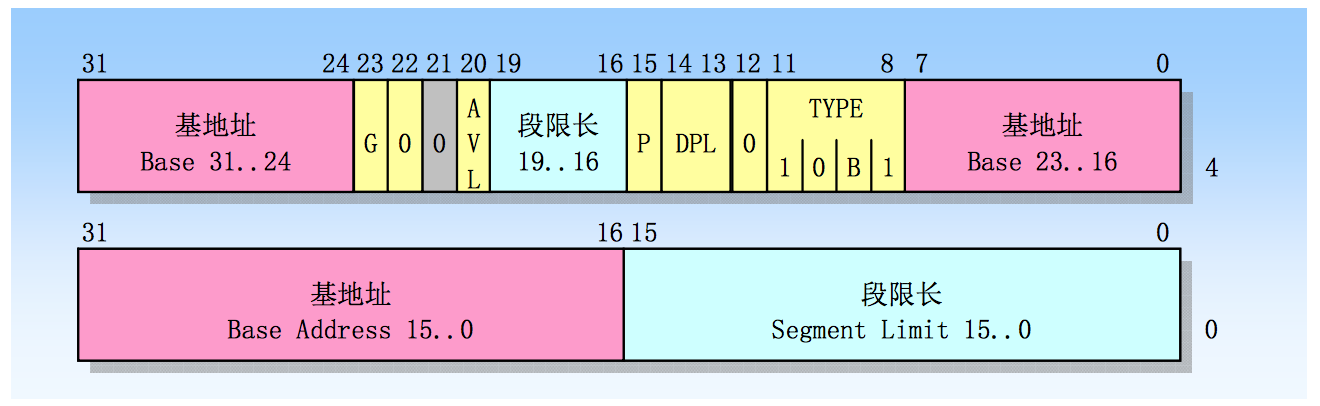 31 24 23 22 21 20 19 16 15 14 13 12 11 8 7 0
基地址
Base 31..24
G
0
0
A
V
L
段限长
19..16
P
DPL
0
TYPE
1 0 B 1
基地址
Base 23..16
4
31 16 15 0
基地址
Base Address 15..0
段限长
Segment Limit 15..0
0